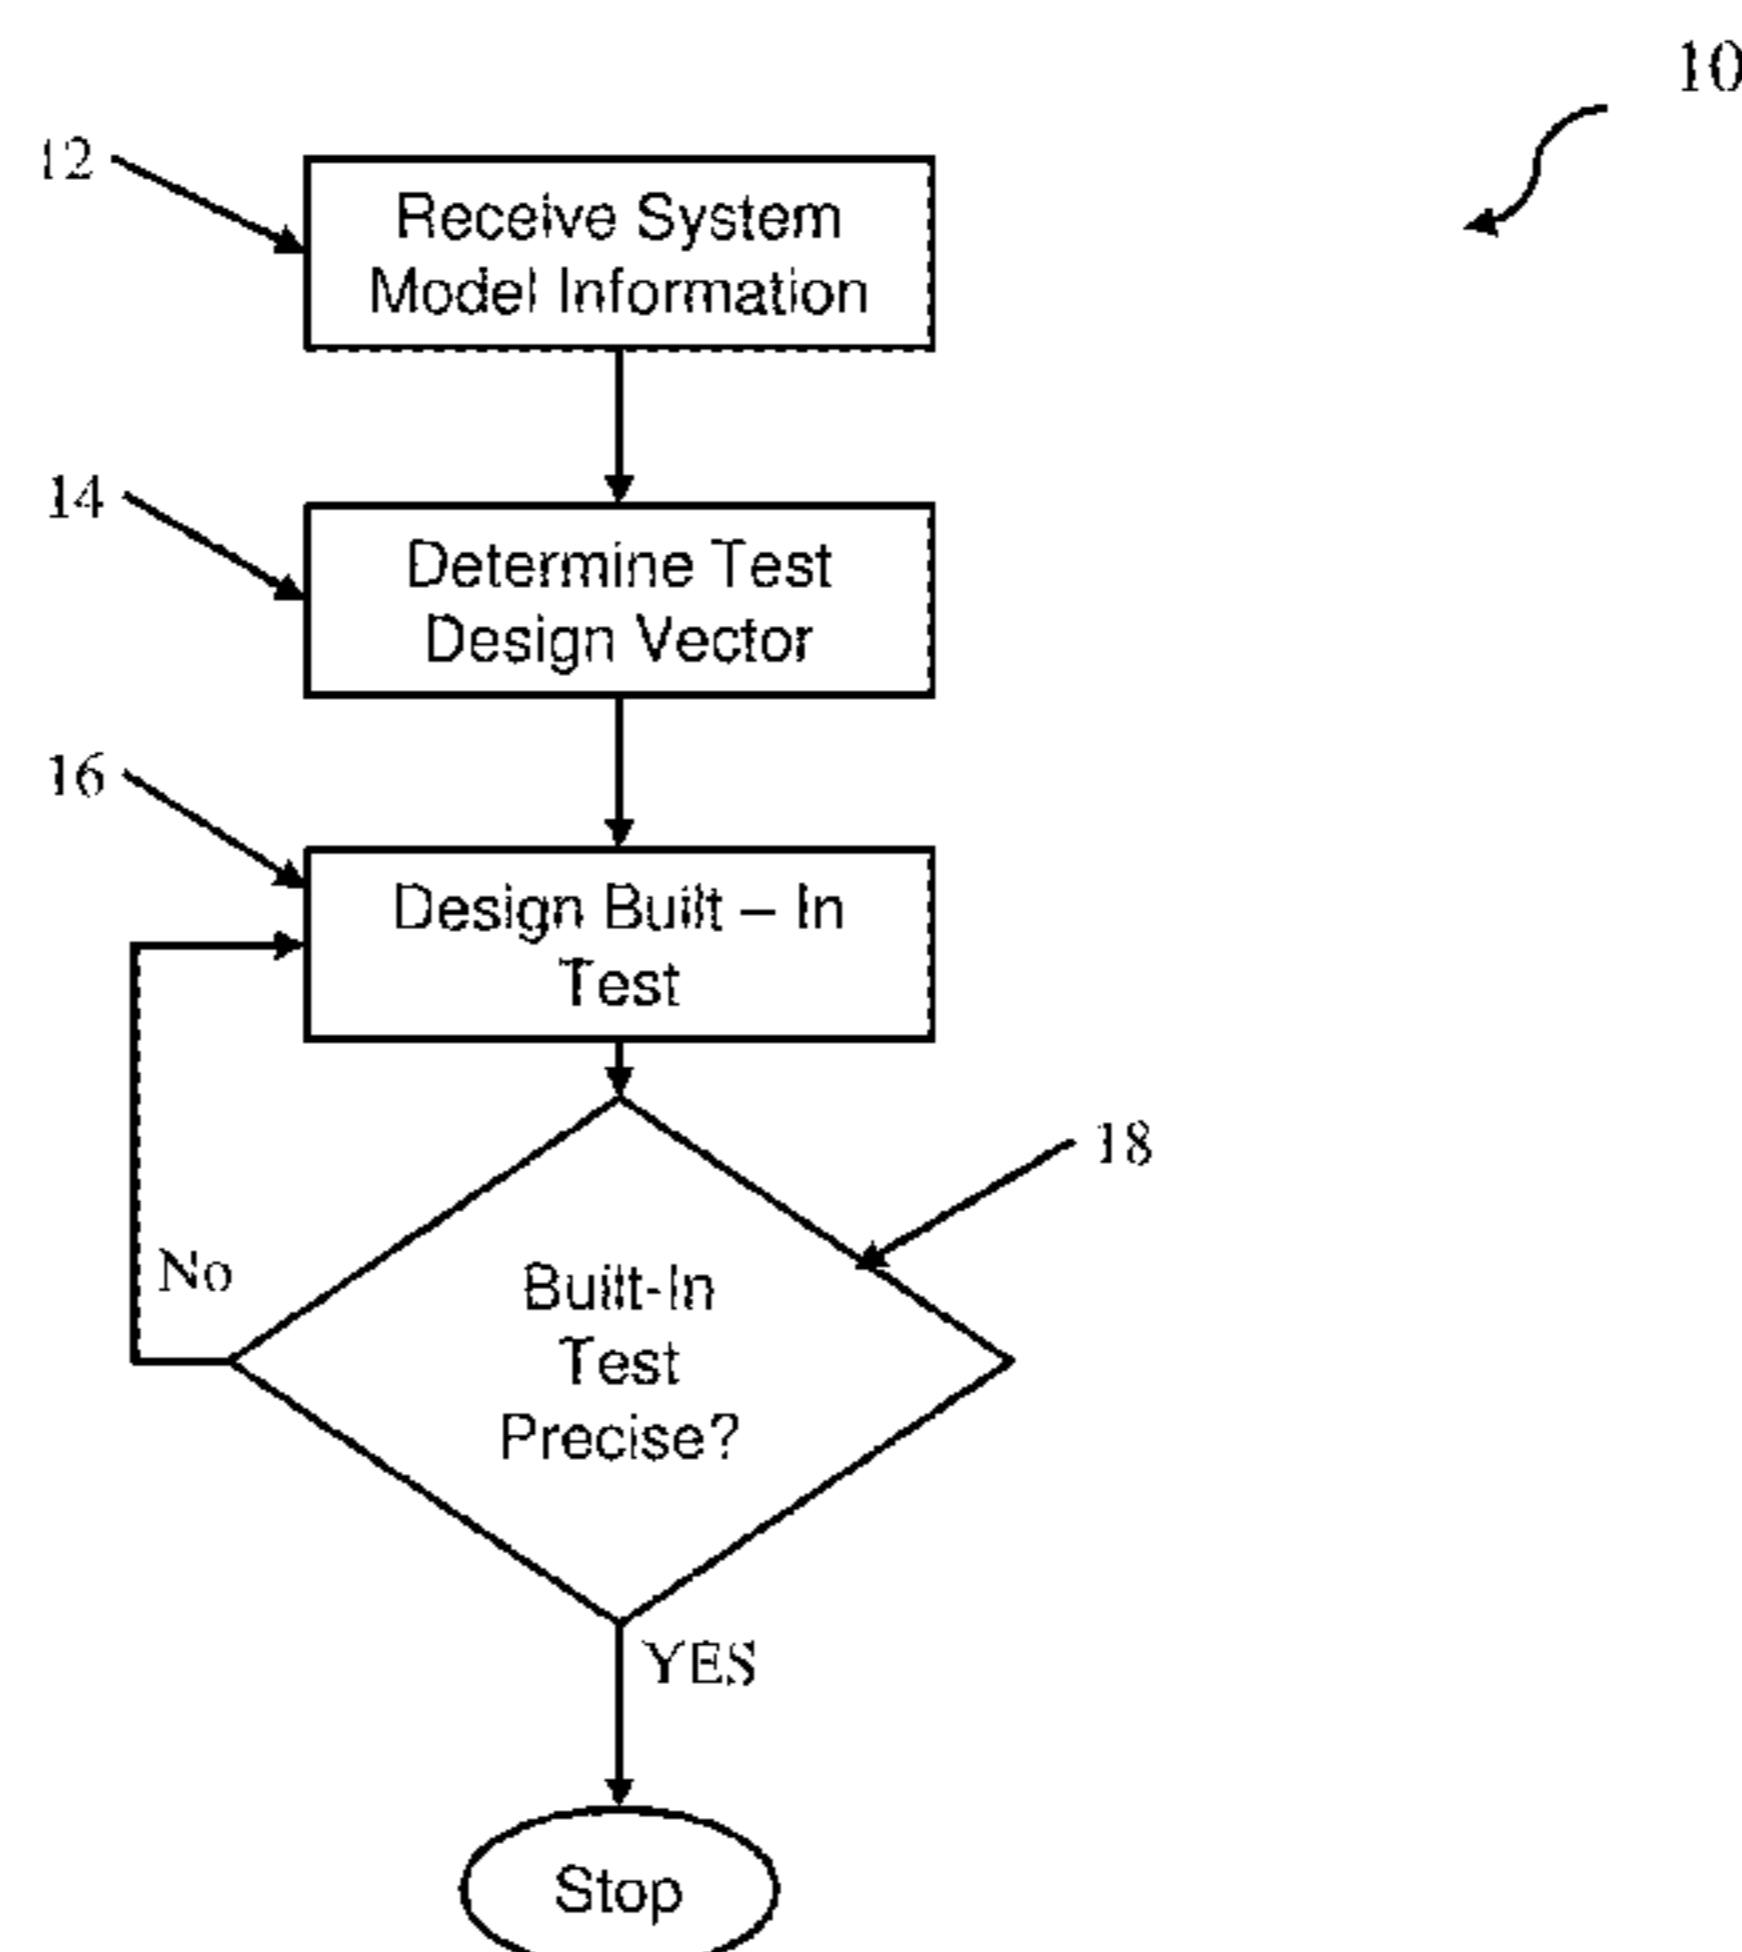 10
12
Receive System
Model Information
14
Determine Test
Design Vector
16
Design Built – In
Test
18
No
Built-In
Test
Precise?
YES
Stop